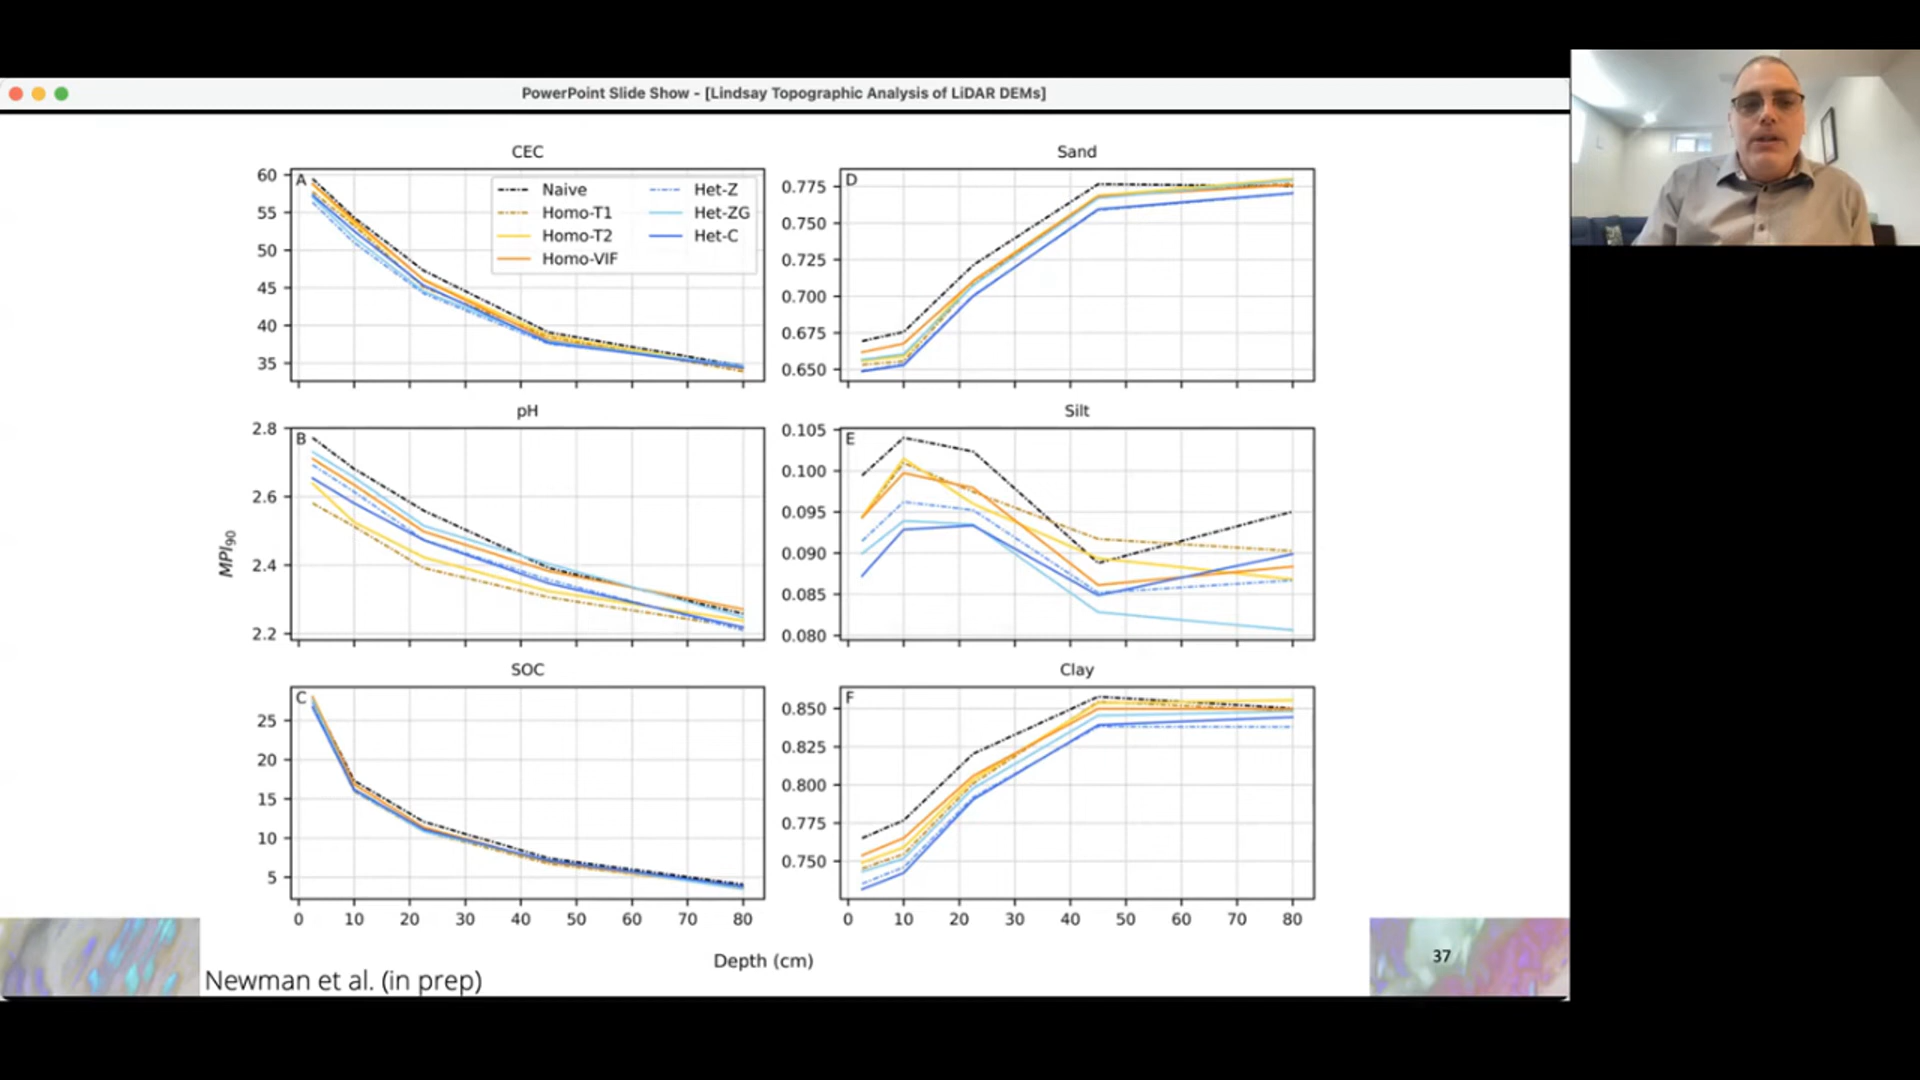 PowerPoint Slide Show - [Lindsay Topographic Analysis of LiDAR DEMs]
CEC
A
60
55
50
45
40
35
Naive
Homo-T1
Homo-T2
Homo-VIF
Het-Z
Het-ZG
Het-C
Sand
D
0.775
0.750
0.725
0.700
0.675
0.650
pH
B
2.8
2.6
2.4
2.2
MPI90
Silt
E
0.105
0.100
0.095
0.090
0.085
0.080
SOC
C
25
20
15
10
5
0 10 20 30 40 50 60 70 80
Clay
F
0.850
0.825
0.800
0.775
0.750
0 10 20 30 40 50 60 70 80
Depth (cm)
Newman et al. (in prep)
37